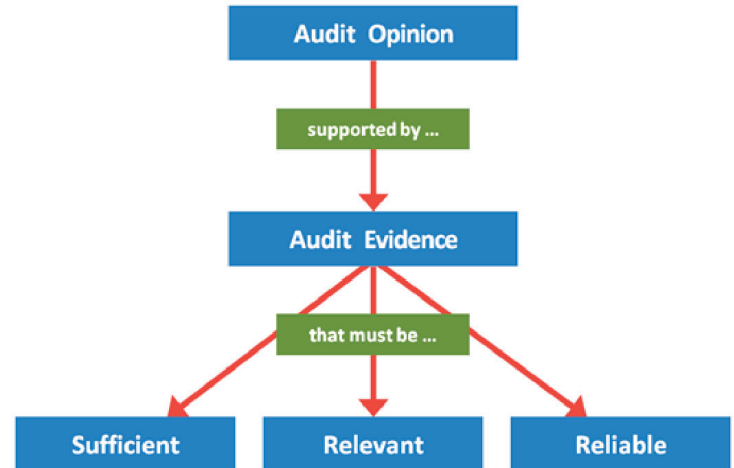 Audit Opinion
supported by ...
Audit Evidence
that must be ...
Sufficient
Relevant
Reliable